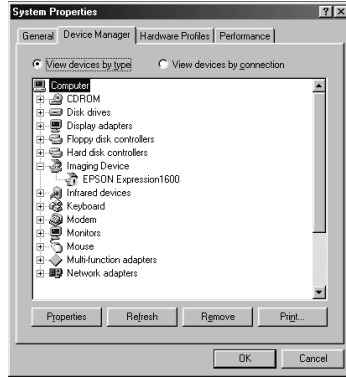 System Properties
General Device Manager Hardware Profiles Performance
View devices by type View devices by connection
Computer
CDROM
Disk drives
Display adapters
Floppy disk controllers
Hard disk controllers
Imaging Device
EPSON Expression1600
Infrared devices
Keyboard
Modem
Monitors
Mouse
Multi-function adapters
Network adapters
Properties Refresh Remove Print...
OK Cancel